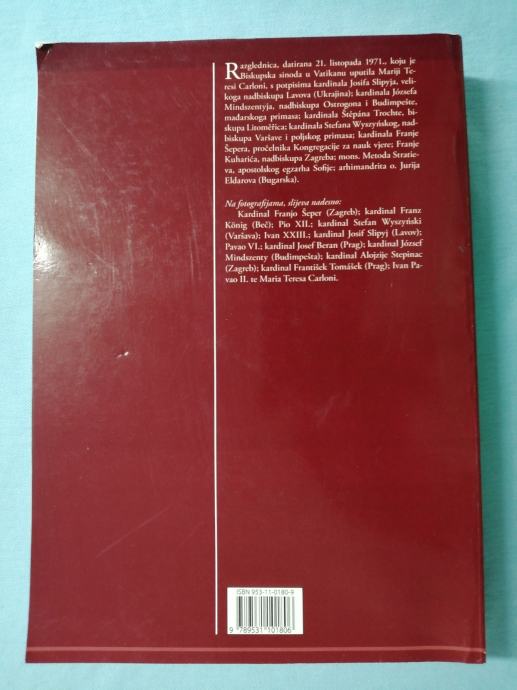 Razglednica, datirana 21. listopada 1971., koju je
Biskupska sinoda u Vatikanu uputila Mariji Te-
resi Carloni, s potpisima kardinala Josifa Slipyja, veli-
koga nadbiskupa Lavova (Ukrajina); kardinala Józsefa
Mindszentyja, nadbiskupa Ostrogona i Budimpešte,
mađarskoga primasa; kardinala Štěpána Trochte, bi-
skupa Litoměřica; kardinala Stefana Wyszyńskog, nad-
biskupa Varšave i poljskog primasa; kardinala Franje
Šepera, pročelnika Kongregacije za nauk vjere; Franje
Kuharića, nadbiskupa Zagreba; mons. Metoda Stratie-
va, apostolskog egzarha Sofije; arhimandrita o. Jurija
Eldarova (Bugarska).
Na fotografijama, slijeva nadesno:
Kardinal Franjo Šeper (Zagreb); kardinal Franz
König (Beč); Pio XII.; kardinal Stefan Wyszyński
(Varšava); Ivan XXIII.; kardinal Josif Slipyj (Lavov);
Pavao VI.; kardinal Josef Beran (Prag); kardinal József
Mindszenty (Budimpešta); kardinal Alojzije Stepinac
(Zagreb); kardinal František Tomášek (Prag); Ivan Pa-
vao II. te Maria Teresa Carloni.
ISBN 953-11-0180-9
9 789531 101806